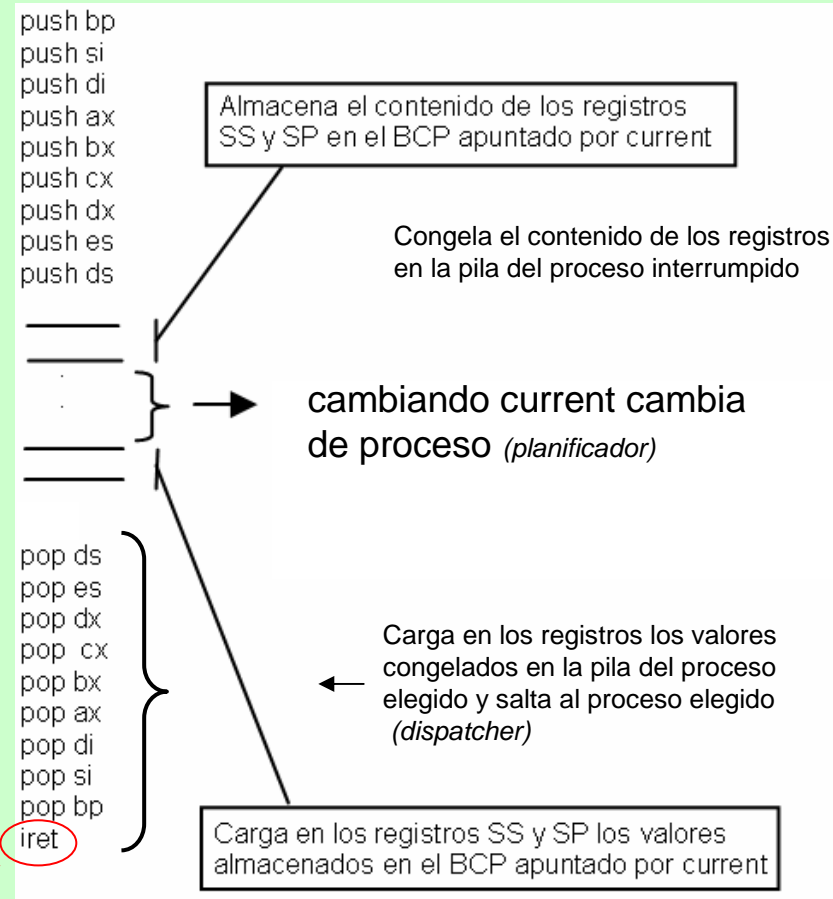 push bp
push si
push di
push ax
push bx
push cx
push dx
push es
push ds
Almacena el contenido de los registros
SS y SP en el BCP apuntado por current
Congela el contenido de los registros
en la pila del proceso interrumpido
cambiando current cambia
de proceso (planificador)
pop ds
pop es
pop dx
pop cx
pop bx
pop ax
pop di
pop si
pop bp
iret
Carga en los registros los valores
congelados en la pila del proceso
elegido y salta al proceso elegido
(dispatcher)
Carga en los registros SS y SP los valores
almacenados en el BCP apuntado por current